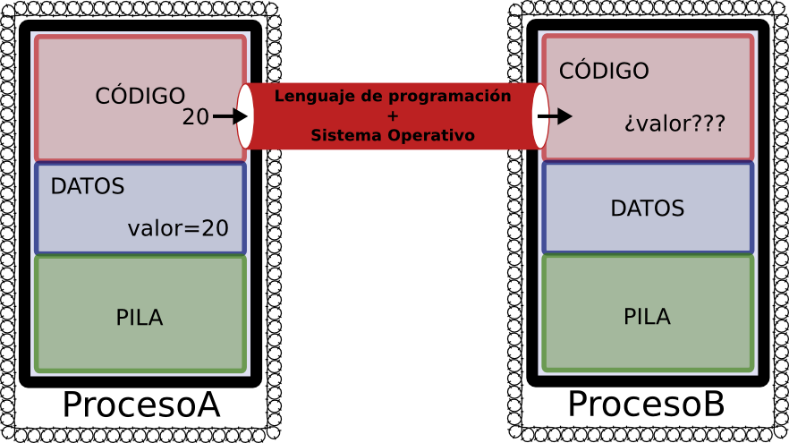 CÓDIGO
20
DATOS
valor=20
PILA
ProcesoA
Lenguaje de programación
+
Sistema Operativo
CÓDIGO
¿valor???
DATOS
PILA
ProcesoB